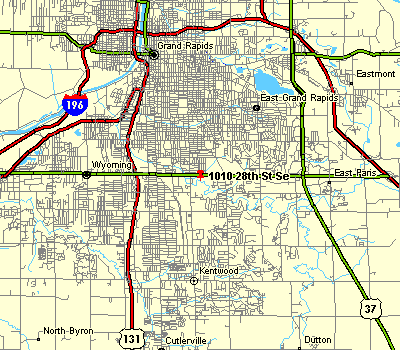 Grand Rapids
Eastmont
East Grand Rapids
196
Wyoming
1010 28th St Se
East Paris
Kentwood
37
North Byron
131
Cutlerville
Dutton